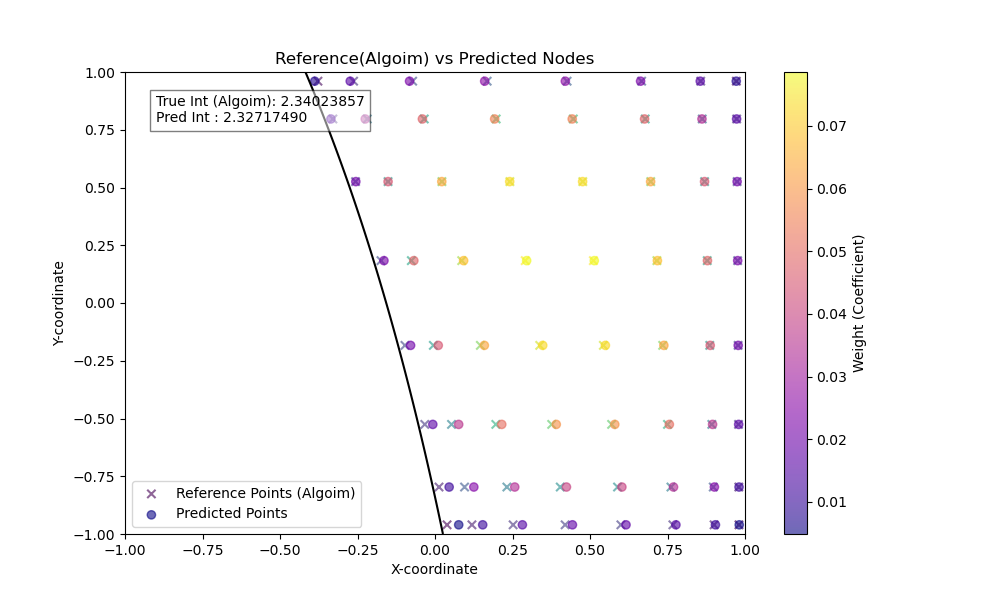 Reference(Algoim) vs Predicted Nodes
True Int (Algoim): 2.34023857
Pred Int : 2.32717490
1.00
0.75
0.50
0.25
0.00
−0.25
−0.50
−0.75
−1.00
Y-coordinate
Reference Points (Algoim)
Predicted Points
−1.00 −0.75 −0.50 −0.25 0.00 0.25 0.50 0.75 1.00
X-coordinate
0.07
0.06
0.05
0.04
0.03
0.02
0.01
Weight (Coefficient)